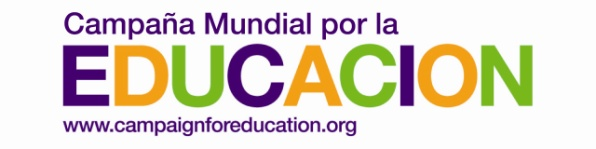 Campaña Mundial por la
EDUCACION
www.campaignforeducation.org